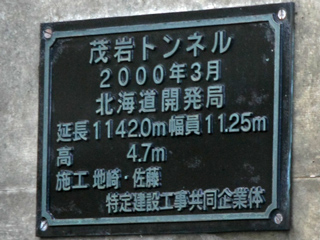 茂岩トンネル
2000年3月
北海道開発局
延長1142.0m幅員11.25m
高 4.7m
施工 地崎・佐藤
特定建設工事共同企業体